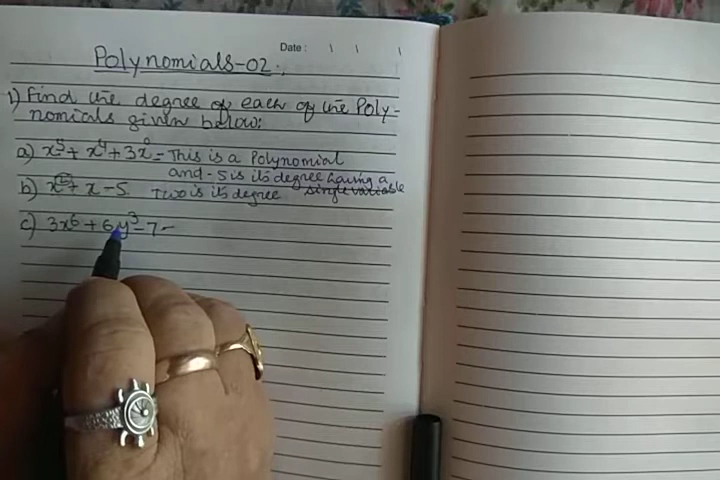 Date :
Polynomials-02.
1) Find the degree of each of the Poly-
nomials given below:
a) x⁵ + x⁴ + 3x⁰ = This is a Polynomial
and - 5 is its degree having a
single variable
b) x² + x - 5 Two is its degree
c) 3x⁶ + 6y³ - 7 -